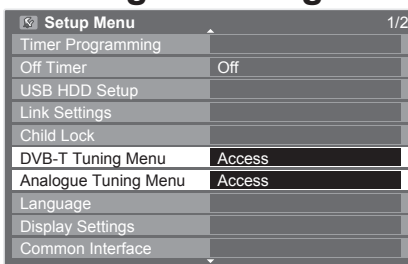 Setup Menu 1/2
Timer Programming
Off Timer Off
USB HDD Setup
Link Settings
Child Lock
DVB-T Tuning Menu Access
Analogue Tuning Menu Access
Language
Display Settings
Common Interface